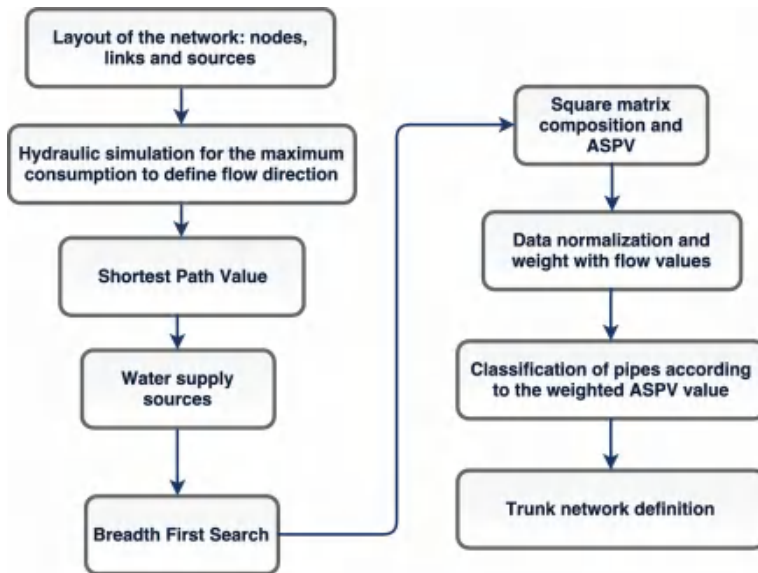 Layout of the network: nodes,
links and sources
Hydraulic simulation for the maximum
consumption to define flow direction
Shortest Path Value
Water supply
sources
Breadth First Search
Square matrix
composition and
ASPV
Data normalization and
weight with flow values
Classification of pipes according
to the weighted ASPV value
Trunk network definition